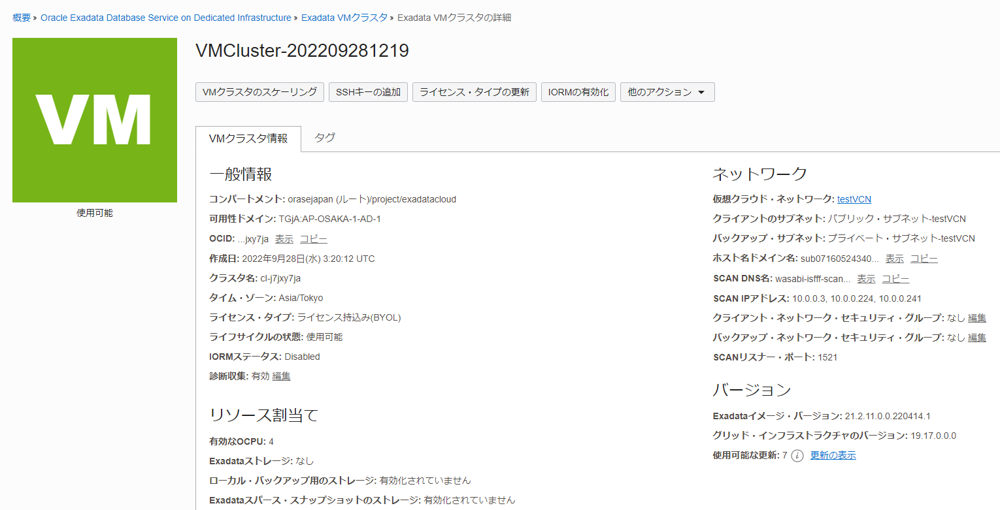 概要 » Oracle Exadata Database Service on Dedicated Infrastructure » Exadata VMクラスタ » Exadata VMクラスタの詳細
VM
使用可能
VMCluster-202209281219
VMクラスタのスケーリング SSHキーの追加 ライセンス・タイプの更新 IORMの有効化 他のアクション
VMクラスタ情報 タグ
一般情報
コンパートメント: orasejapan (ルート)/project/exadatacloud
可用性ドメイン: TGjA:AP-OSAKA-1-AD-1
OCID: ...jxy7ja 表示 コピー
作成日: 2022年9月28日(水) 3:20:12 UTC
クラスタ名: cl-j7jxy7ja
タイム・ゾーン: Asia/Tokyo
ライセンス・タイプ: ライセンス持込み(BYOL)
ライフサイクルの状態: 使用可能
IORMステータス: Disabled
診断収集: 有効 編集
リソース割当て
有効なOCPU: 4
Exadataストレージ: なし
ローカル・バックアップ用のストレージ: 有効化されていません
Exadataスパース・スナップショットのストレージ: 有効化されていません
ネットワーク
仮想クラウド・ネットワーク: testVCN
クライアントのサブネット: パブリック・サブネット-testVCN
バックアップ・サブネット: プライベート・サブネット-testVCN
ホスト名ドメイン名: sub07160524340... 表示 コピー
SCAN DNS名: wasabi-isfff-scan... 表示 コピー
SCAN IPアドレス: 10.0.0.3, 10.0.0.224, 10.0.0.241
クライアント・ネットワーク・セキュリティ・グループ: なし 編集
バックアップ・ネットワーク・セキュリティ・グループ: なし 編集
SCANリスナー・ポート: 1521
バージョン
Exadataイメージ・バージョン: 21.2.11.0.0.220414.1
グリッド・インフラストラクチャのバージョン: 19.17.0.0.0
使用可能な更新: 7 i 更新の表示